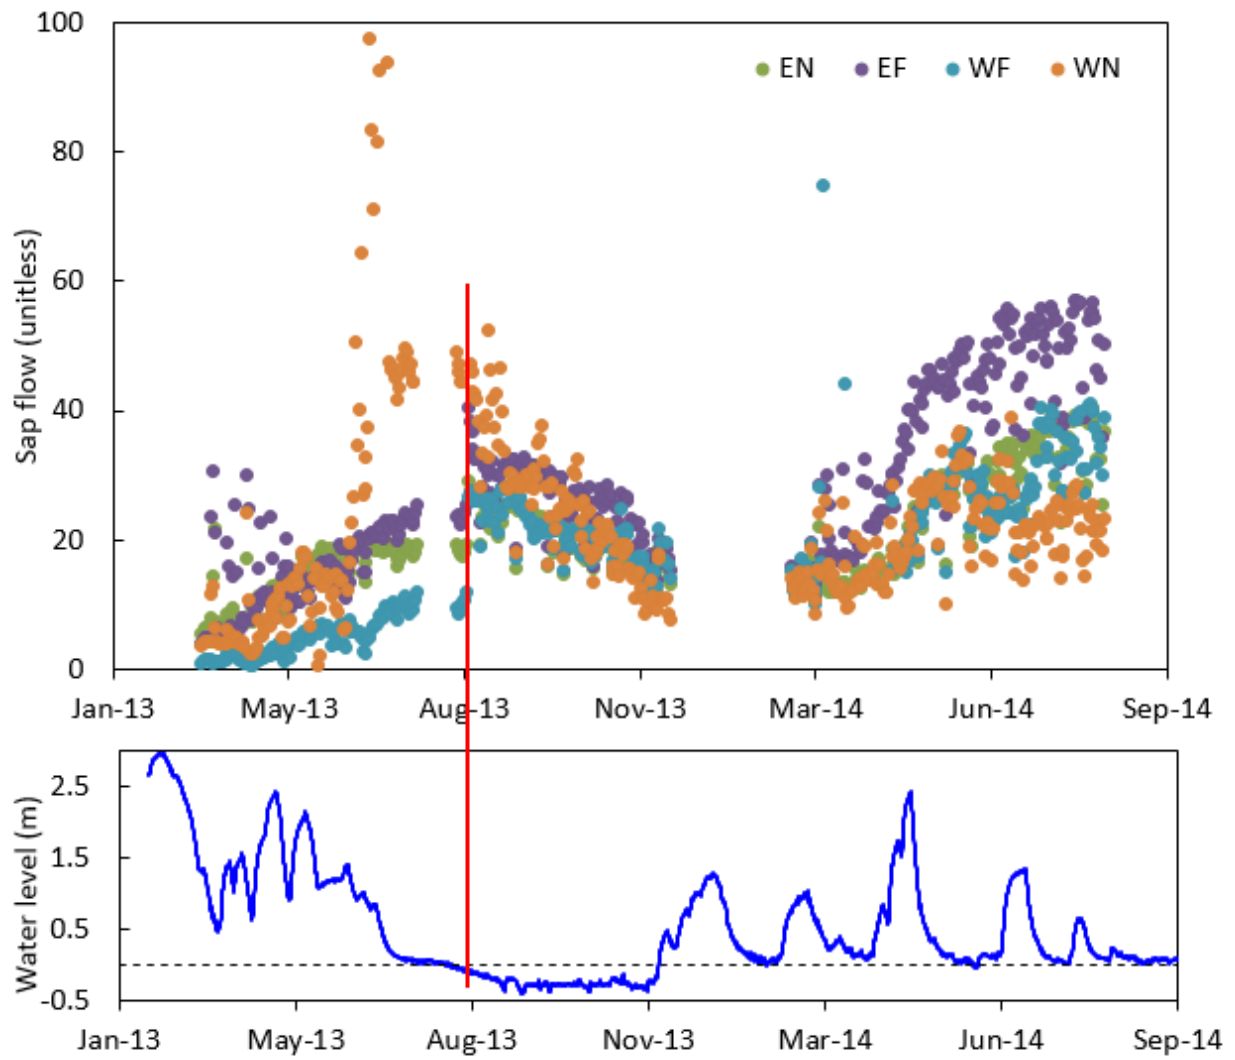 100
EN EF WF WN
80
60
40
20
0
Sap flow (unitless)
Jan-13 May-13 Aug-13 Nov-13 Mar-14 Jun-14 Sep-14
2.5
1.5
0.5
-0.5
Water level (m)
Jan-13 May-13 Aug-13 Nov-13 Mar-14 Jun-14 Sep-14